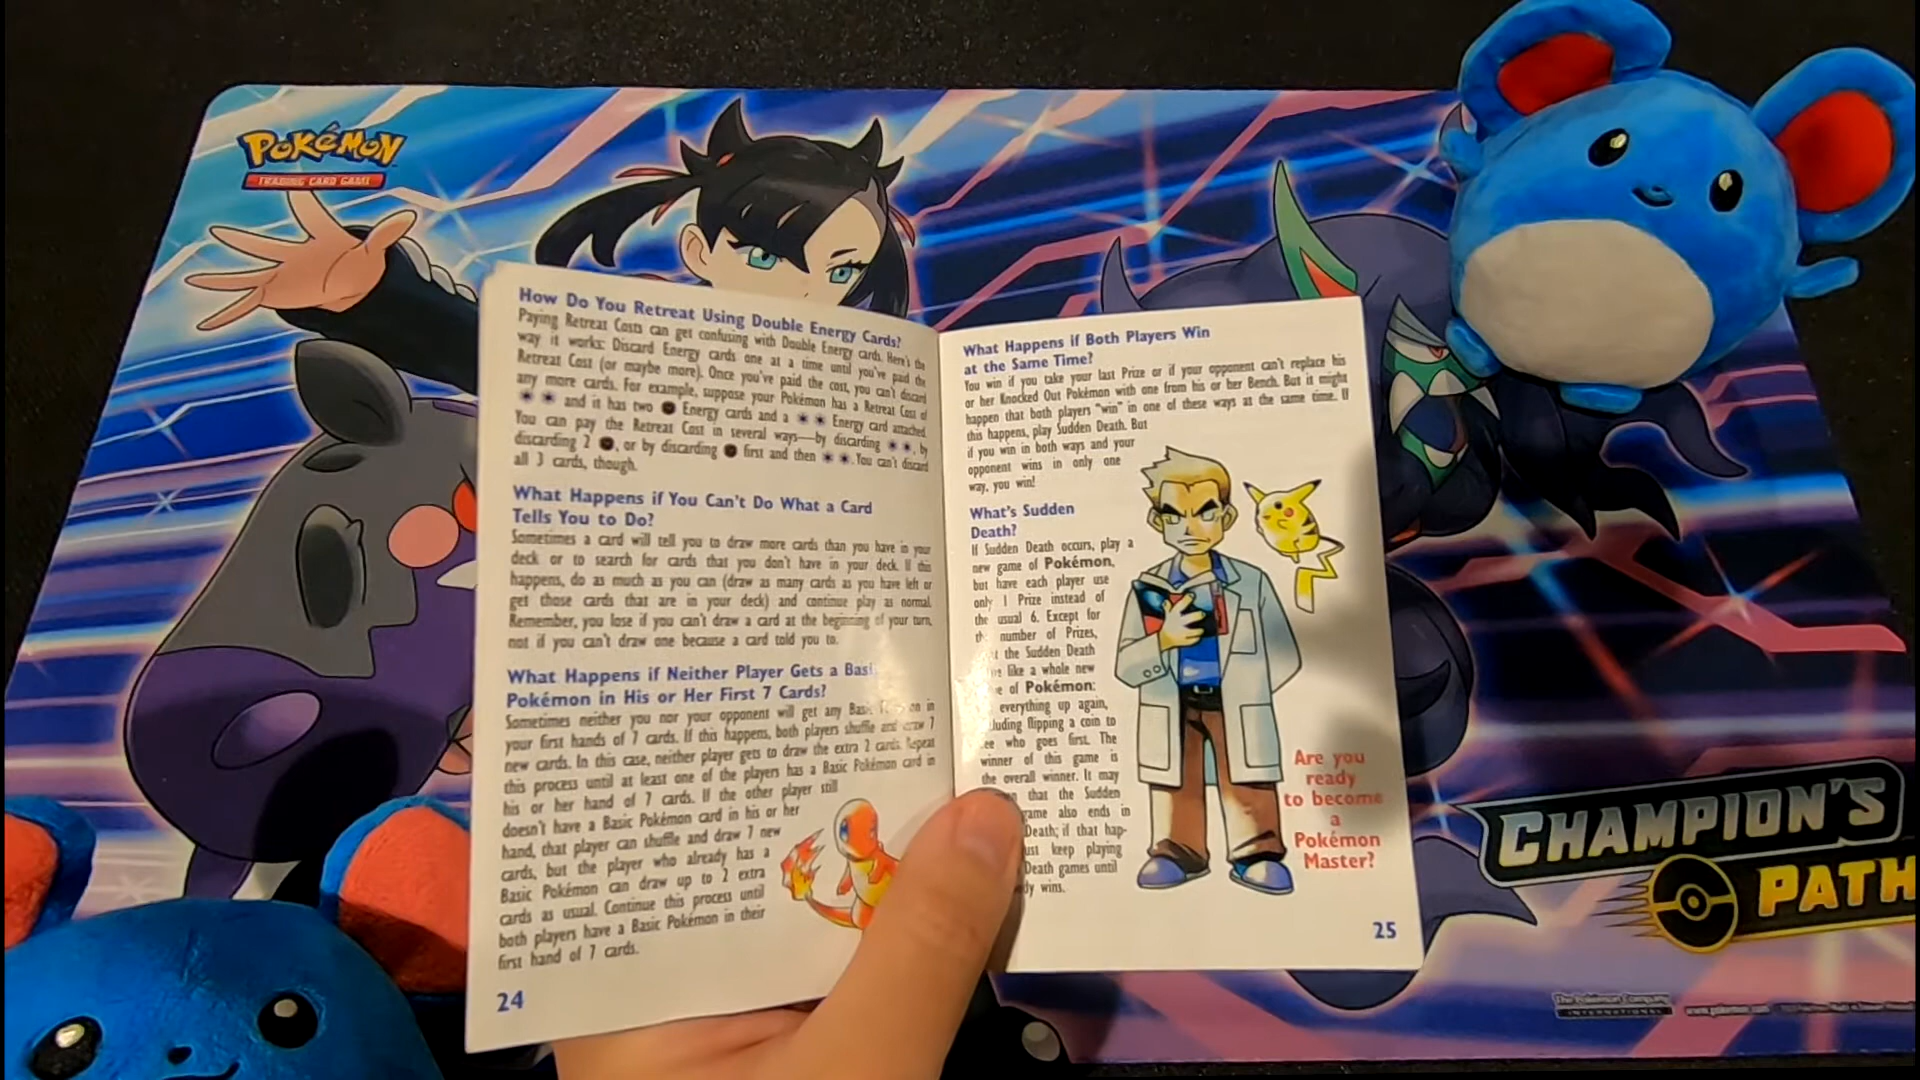 POKéMON
TRADING CARD GAME
How Do You Retreat Using Double Energy Cards?
Paying Retreat Costs can get confusing with Double Energy cards. Here's the
way it works: Discard Energy cards one at a time until you've paid the
Retreat Cost (or maybe more). Once you've paid the cost, you can't discard
any more cards. For example, suppose your Pokémon has a Retreat Cost of
and it has two Energy cards and a Energy card attached.
You can pay the Retreat Cost in several ways—by discarding , by
discarding 2 , or by discarding first and then . You can't discard
all 3 cards, though.
What Happens if You Can't Do What a Card
Tells You to Do?
Sometimes a card will tell you to draw more cards than you have in your
deck or to search for cards that you don't have in your deck. If this
happens, do as much as you can (draw as many cards as you have left or
get those cards that are in your deck) and continue play as normal.
Remember, you lose if you can't draw a card at the beginning of your turn,
not if you can't draw one because a card told you to.
What Happens if Neither Player Gets a Basi
Pokémon in His or Her First 7 Cards?
Sometimes neither you nor your opponent will get any Bas on in
your first hands of 7 cards. If this happens, both players shuffle and draw 7
new cards. In this case, neither player gets to draw the extra 2 cards. Repeat
this process until at least one of the players has a Basic Pokémon card in
his or her hand of 7 cards. If the other player still
doesn't have a Basic Pokémon card in his or her
hand, that player can shuffle and draw 7 new
cards, but the player who already has a
Basic Pokémon can draw up to 2 extra
cards as usual. Continue this process until
both players have a Basic Pokémon in their
first hand of 7 cards.
24
What Happens if Both Players Win
at the Same Time?
You win if you take your last Prize or if your opponent can't replace his
or her Knocked Out Pokémon with one from his or her Bench. But it might
happen that both players "win" in one of these ways at the same time. If
this happens, play Sudden Death. But
if you win in both ways and your
opponent wins in only one
way, you win!
What's Sudden
Death?
If Sudden Death occurs, play a
new game of Pokémon,
but have each player use
only 1 Prize instead of
the usual 6. Except for
number of Prizes,
the Sudden Death
like a whole new
of Pokémon:
everything up again,
luding flipping a coin to
ee who goes first. The
winner of this game is
the overall winner. It may
that the Sudden
ame also ends in
Death; if that hap-
ust keep playing
Death games until
dy wins.
Are you
ready
to become
a
Pokémon
Master?
25
CHAMPION'S
PATH
The Pokémon Company
INTERNATIONAL
www.pokemon.com